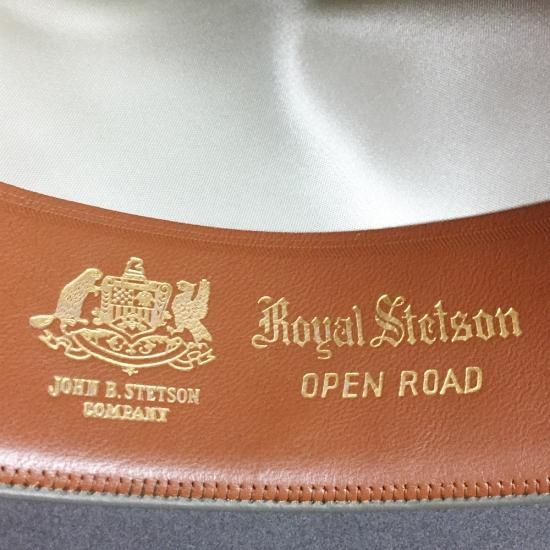 JOHN B. STETSON
COMPANY
Royal Stetson
OPEN ROAD